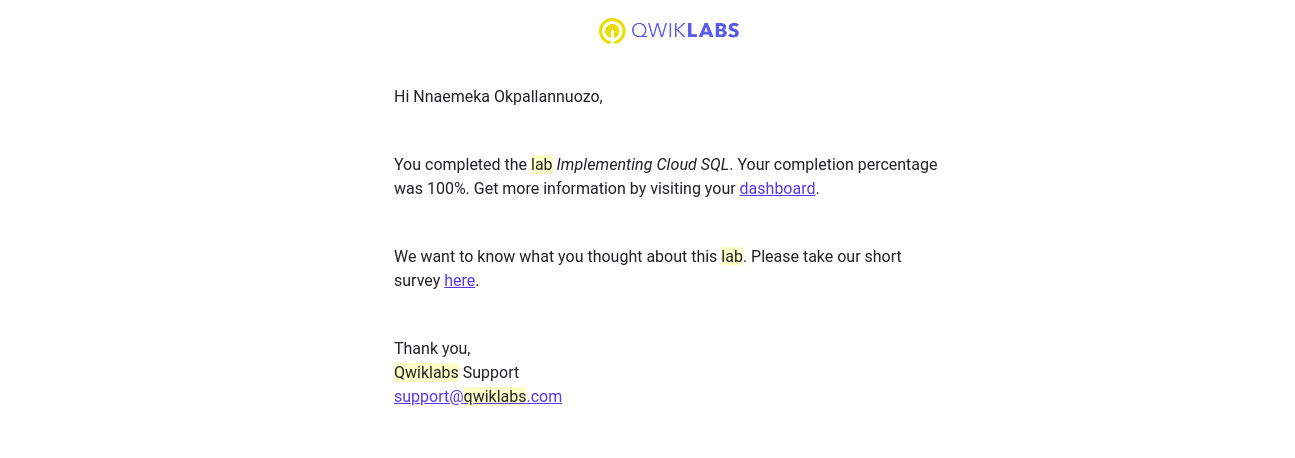 QWIKLABS
Hi Nnaemeka Okpallannuozo,
You completed the lab Implementing Cloud SQL. Your completion percentage
was 100%. Get more information by visiting your dashboard.
We want to know what you thought about this lab. Please take our short
survey here.
Thank you,
Qwiklabs Support
support@qwiklabs.com